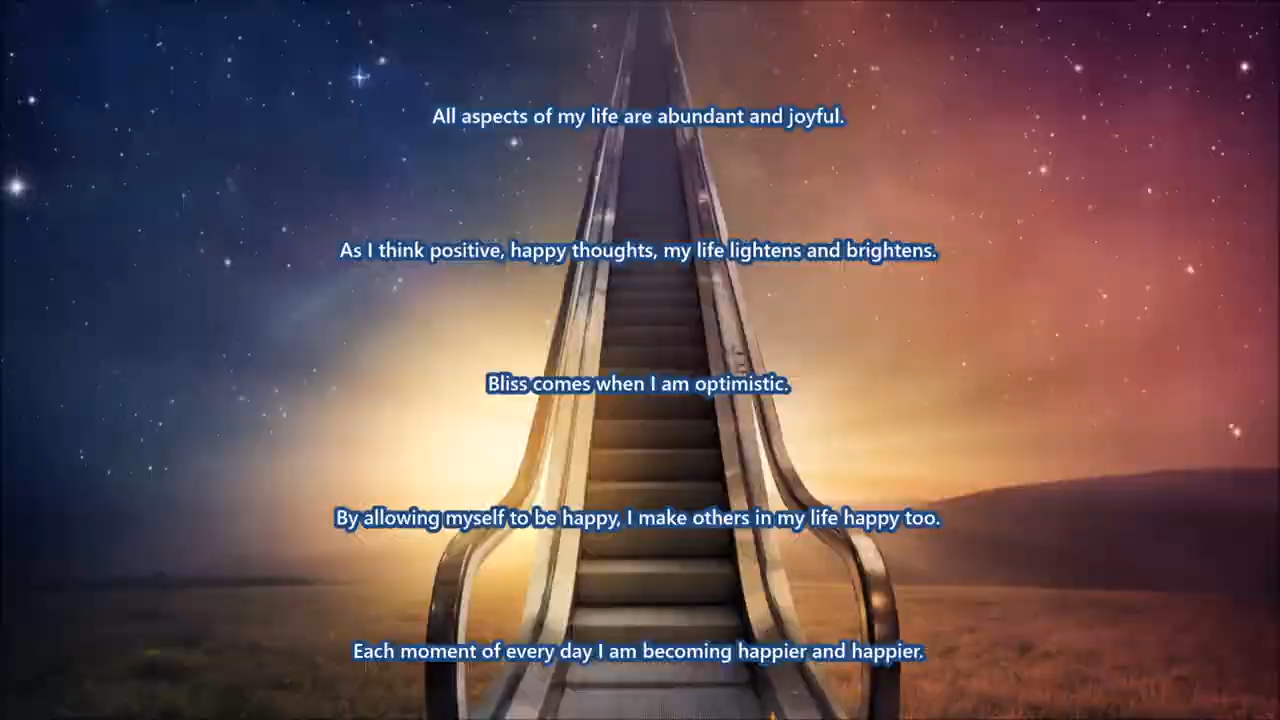 All aspects of my life are abundant and joyful.
As I think positive, happy thoughts, my life lightens and brightens.
Bliss comes when I am optimistic.
By allowing myself to be happy, I make others in my life happy too.
Each moment of every day I am becoming happier and happier.